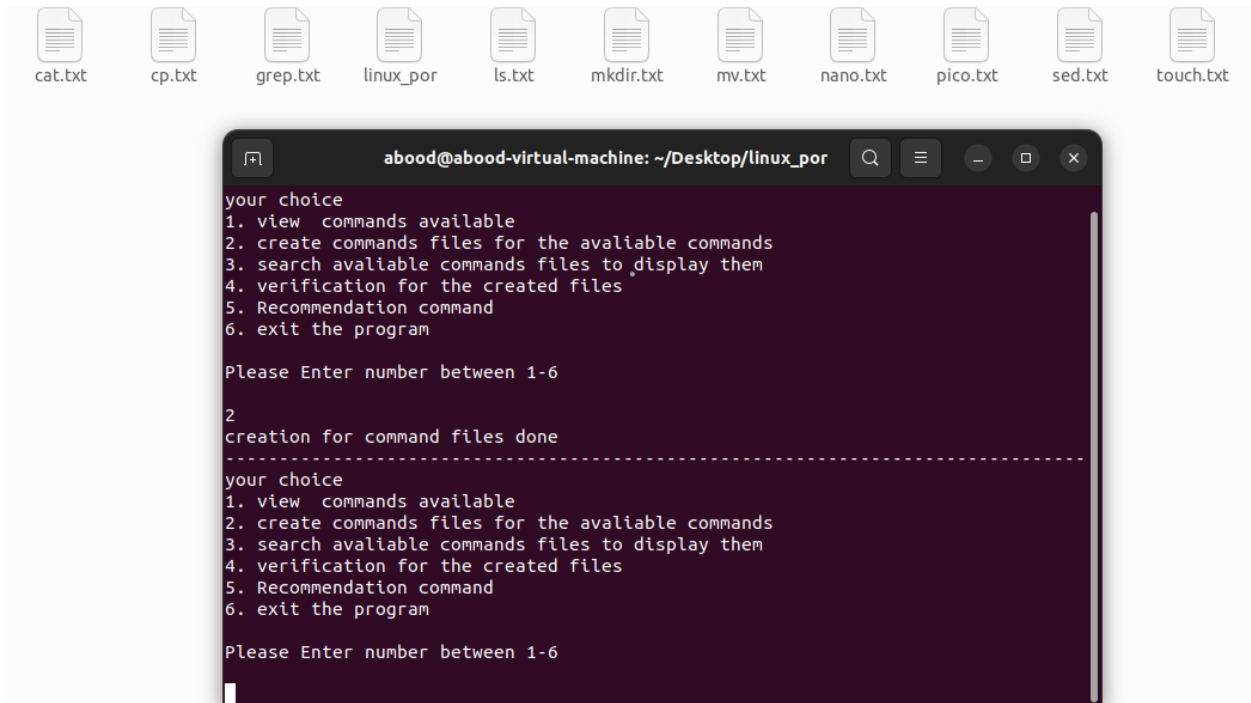 cat.txt cp.txt grep.txt linux_por ls.txt mkdir.txt mv.txt nano.txt pico.txt sed.txt touch.txt
abood@abood-virtual-machine: ~/Desktop/linux_por
your choice
1. view  commands available
2. create commands files for the avaliable commands
3. search avaliable commands files to display them
4. verification for the created files
5. Recommendation command
6. exit the program
Please Enter number between 1-6
2
creation for command files done
--------------------------------------------------------------------------------
your choice
1. view  commands available
2. create commands files for the avaliable commands
3. search avaliable commands files to display them
4. verification for the created files
5. Recommendation command
6. exit the program
Please Enter number between 1-6